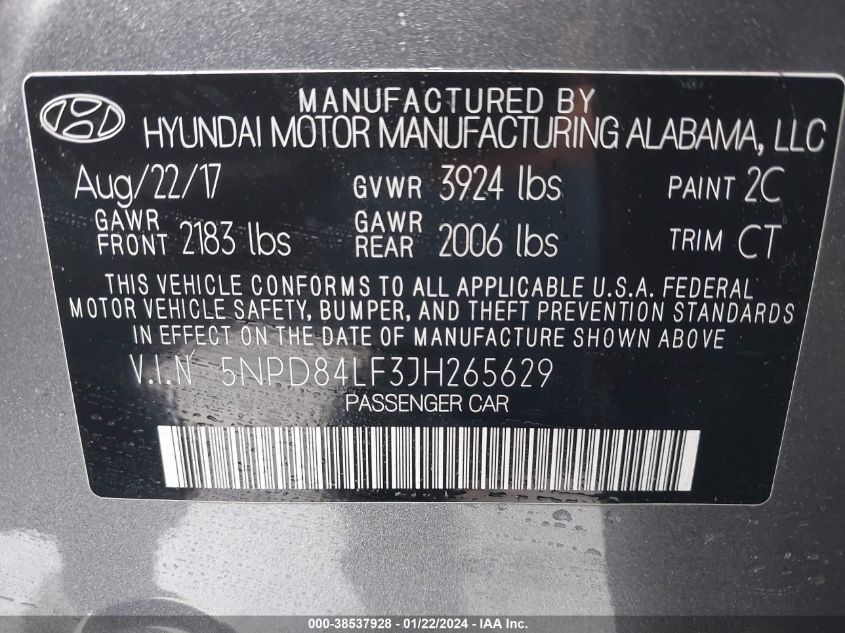 MANUFACTURED BY
HYUNDAI MOTOR MANUFACTURING ALABAMA, LLC
Aug/22/17 GVWR 3924 lbs PAINT 2C
GAWR FRONT 2183 lbs GAWR REAR 2006 lbs TRIM CT
THIS VEHICLE CONFORMS TO ALL APPLICABLE U.S.A. FEDERAL
MOTOR VEHICLE SAFETY, BUMPER, AND THEFT PREVENTION STANDARDS
IN EFFECT ON THE DATE OF MANUFACTURE SHOWN ABOVE
V.I.N 5NPD84LF3JH265629
PASSENGER CAR
000-38537928 - 01/22/2024 - IAA Inc.